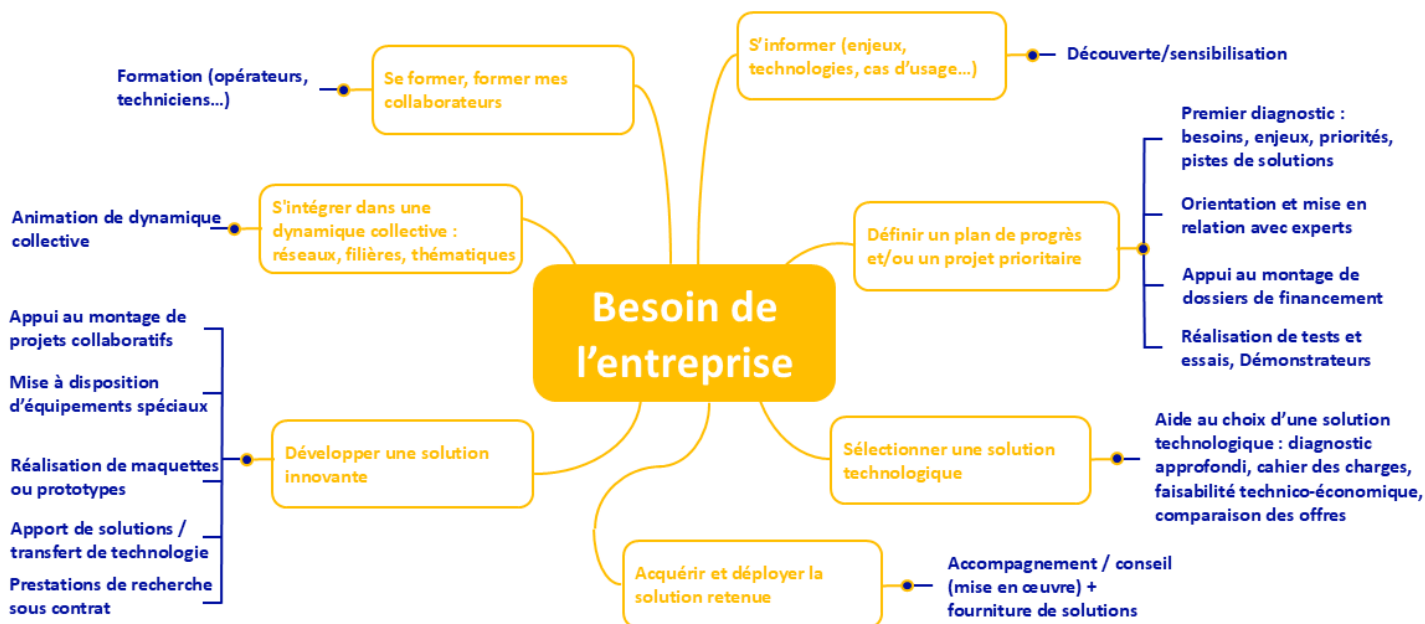 Besoin de
l’entreprise
S’informer (enjeux,
technologies, cas d’usage…)
Découverte/sensibilisation
Définir un plan de progrès
et/ou un projet prioritaire
Premier diagnostic :
besoins, enjeux, priorités,
pistes de solutions
Orientation et mise en
relation avec experts
Appui au montage de
dossiers de financement
Réalisation de tests et
essais, Démonstrateurs
Sélectionner une solution
technologique
Aide au choix d’une solution
technologique : diagnostic
approfondi, cahier des charges,
faisabilité technico-économique,
comparaison des offres
Acquérir et déployer la
solution retenue
Accompagnement / conseil
(mise en œuvre) +
fourniture de solutions
Développer une solution
innovante
Appui au montage de
projets collaboratifs
Mise à disposition
d’équipements spéciaux
Réalisation de maquettes
ou prototypes
Apport de solutions /
transfert de technologie
Prestations de recherche
sous contrat
S'intégrer dans une
dynamique collective :
réseaux, filières, thématiques
Animation de dynamique
collective
Se former, former mes
collaborateurs
Formation (opérateurs,
techniciens…)